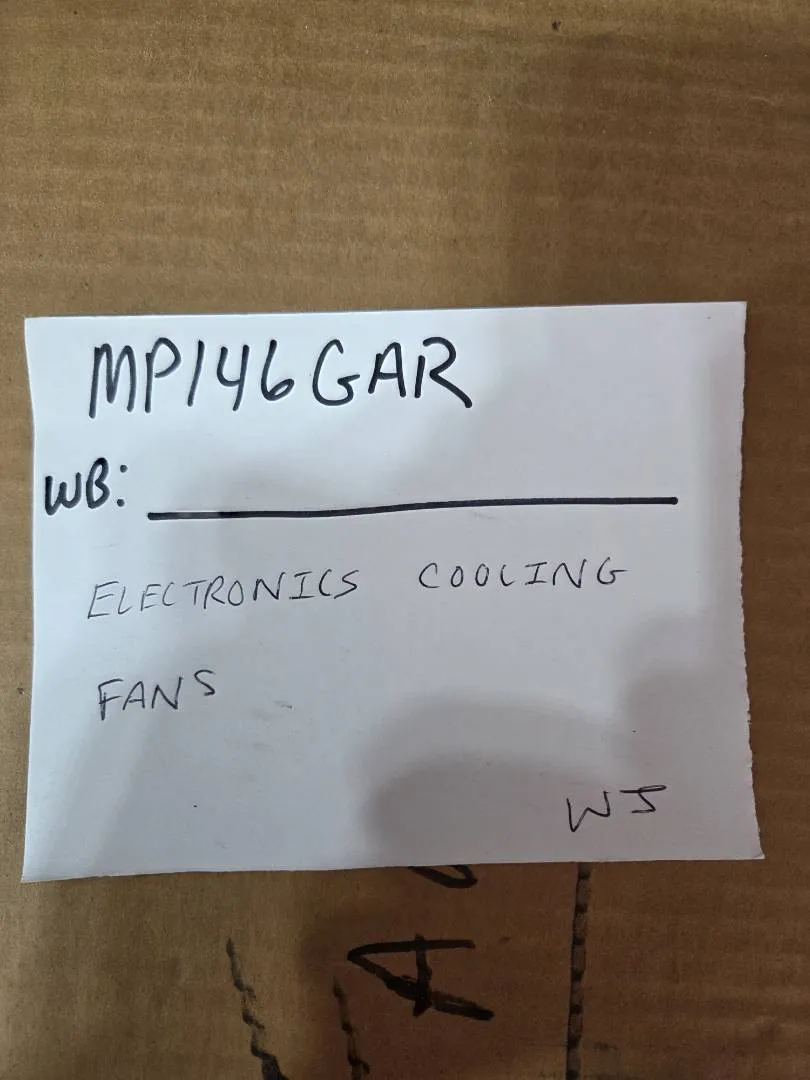 MP146GAR
WB:
ELECTRONICS COOLING
FANS
WJ
A